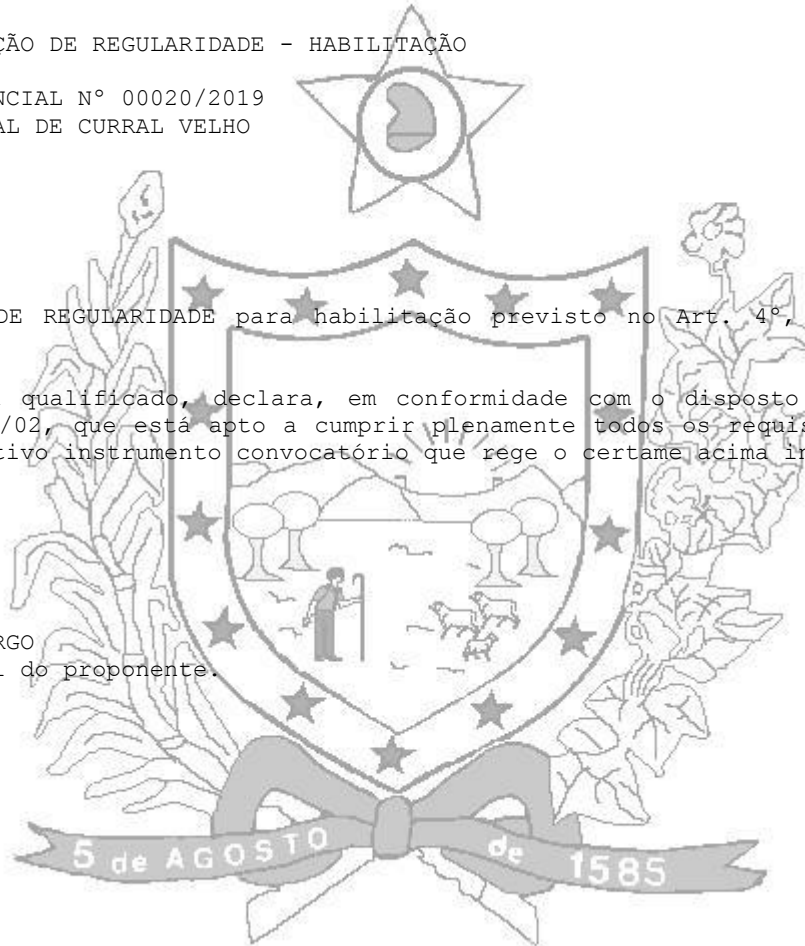 ÇÃO DE REGULARIDADE - HABILITAÇÃO
NCIAL Nº 00020/2019
AL DE CURRAL VELHO
DE REGULARIDADE para habilitação previsto no Art. 4º,
qualificado, declara, em conformidade com o disposto
/02, que está apto a cumprir plenamente todos os requis
tivo instrumento convocatório que rege o certame acima in
RGO
l do proponente.
5 de AGOSTO de 1585